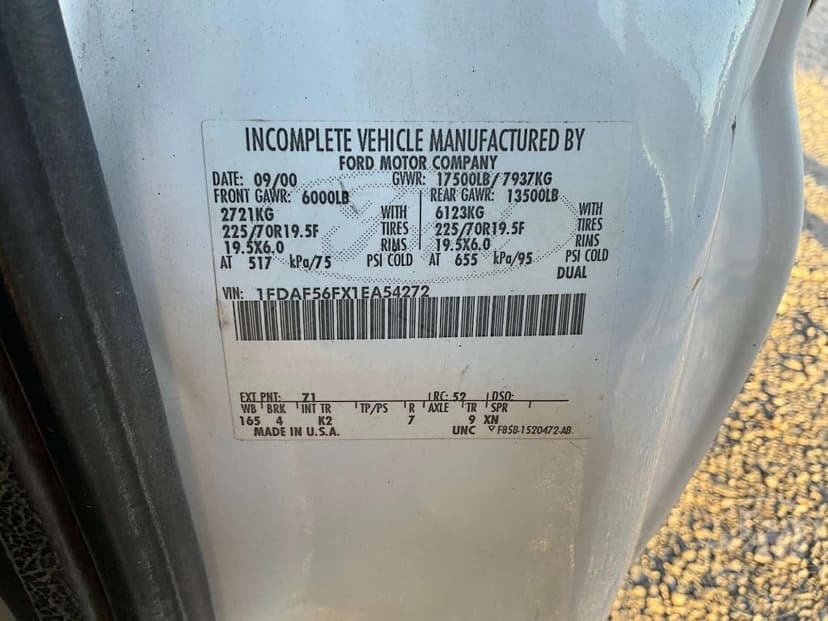 INCOMPLETE VEHICLE MANUFACTURED BY
FORD MOTOR COMPANY
DATE: 09/00 GVWR: 17500LB/ 7937KG
FRONT GAWR: 6000LB REAR GAWR: 13500LB
2721KG WITH 6123KG WITH
225/70R19.5F TIRES 225/70R19.5F TIRES
19.5X6.0 RIMS 19.5X6.0 RIMS
AT 517 kPa/75 PSI COLD AT 655 kPa/95 PSI COLD
DUAL
VIN: 1FDAF56FX1EA54272
EXT PNT: Z1 RC: 52 DSO:
WB BRK INT TR TP/PS R AXLE TR SPR
165 4 K2 7 9 XN
MADE IN U.S.A. UNC F85B-1520472-AB